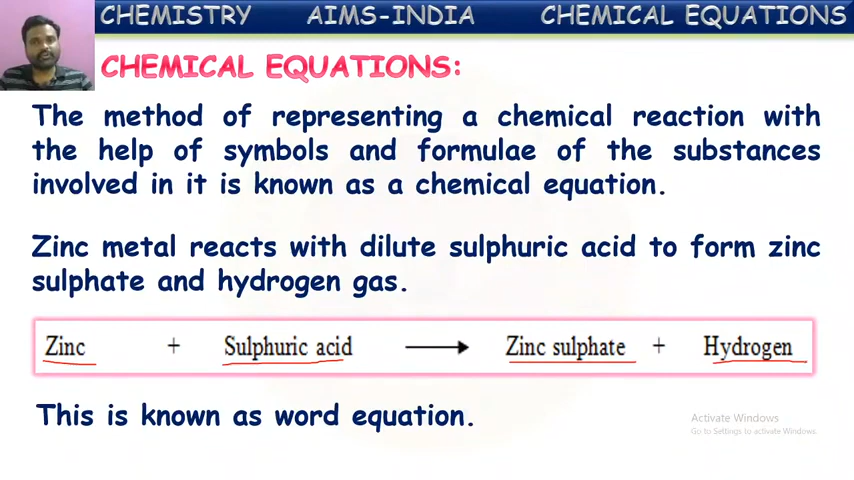 CHEMISTRY AIMS-INDIA CHEMICAL EQUATIONS
CHEMICAL EQUATIONS:
The method of representing a chemical reaction with
the help of symbols and formulae of the substances
involved in it is known as a chemical equation.
Zinc metal reacts with dilute sulphuric acid to form zinc
sulphate and hydrogen gas.
Zinc + Sulphuric acid ⟶ Zinc sulphate + Hydrogen
This is known as word equation.
Activate Windows
Go to Settings to activate Windows.